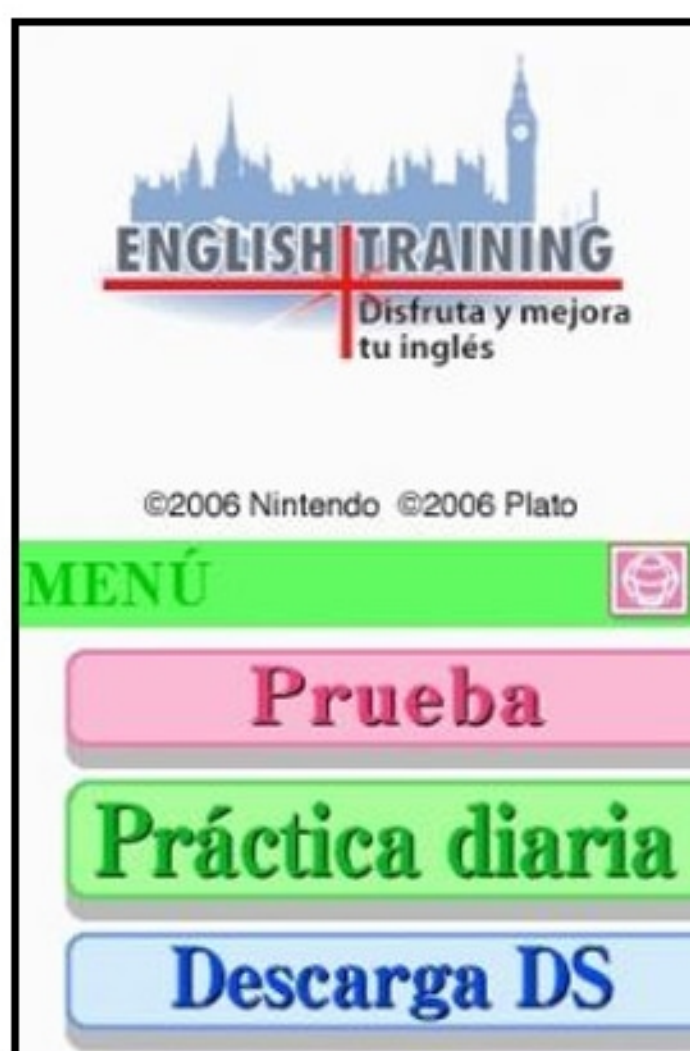 ENGLISH TRAINING
Disfruta y mejora
tu inglés
©2006 Nintendo ©2006 Plato
MENÚ
Prueba
Práctica diaria
Descarga DS